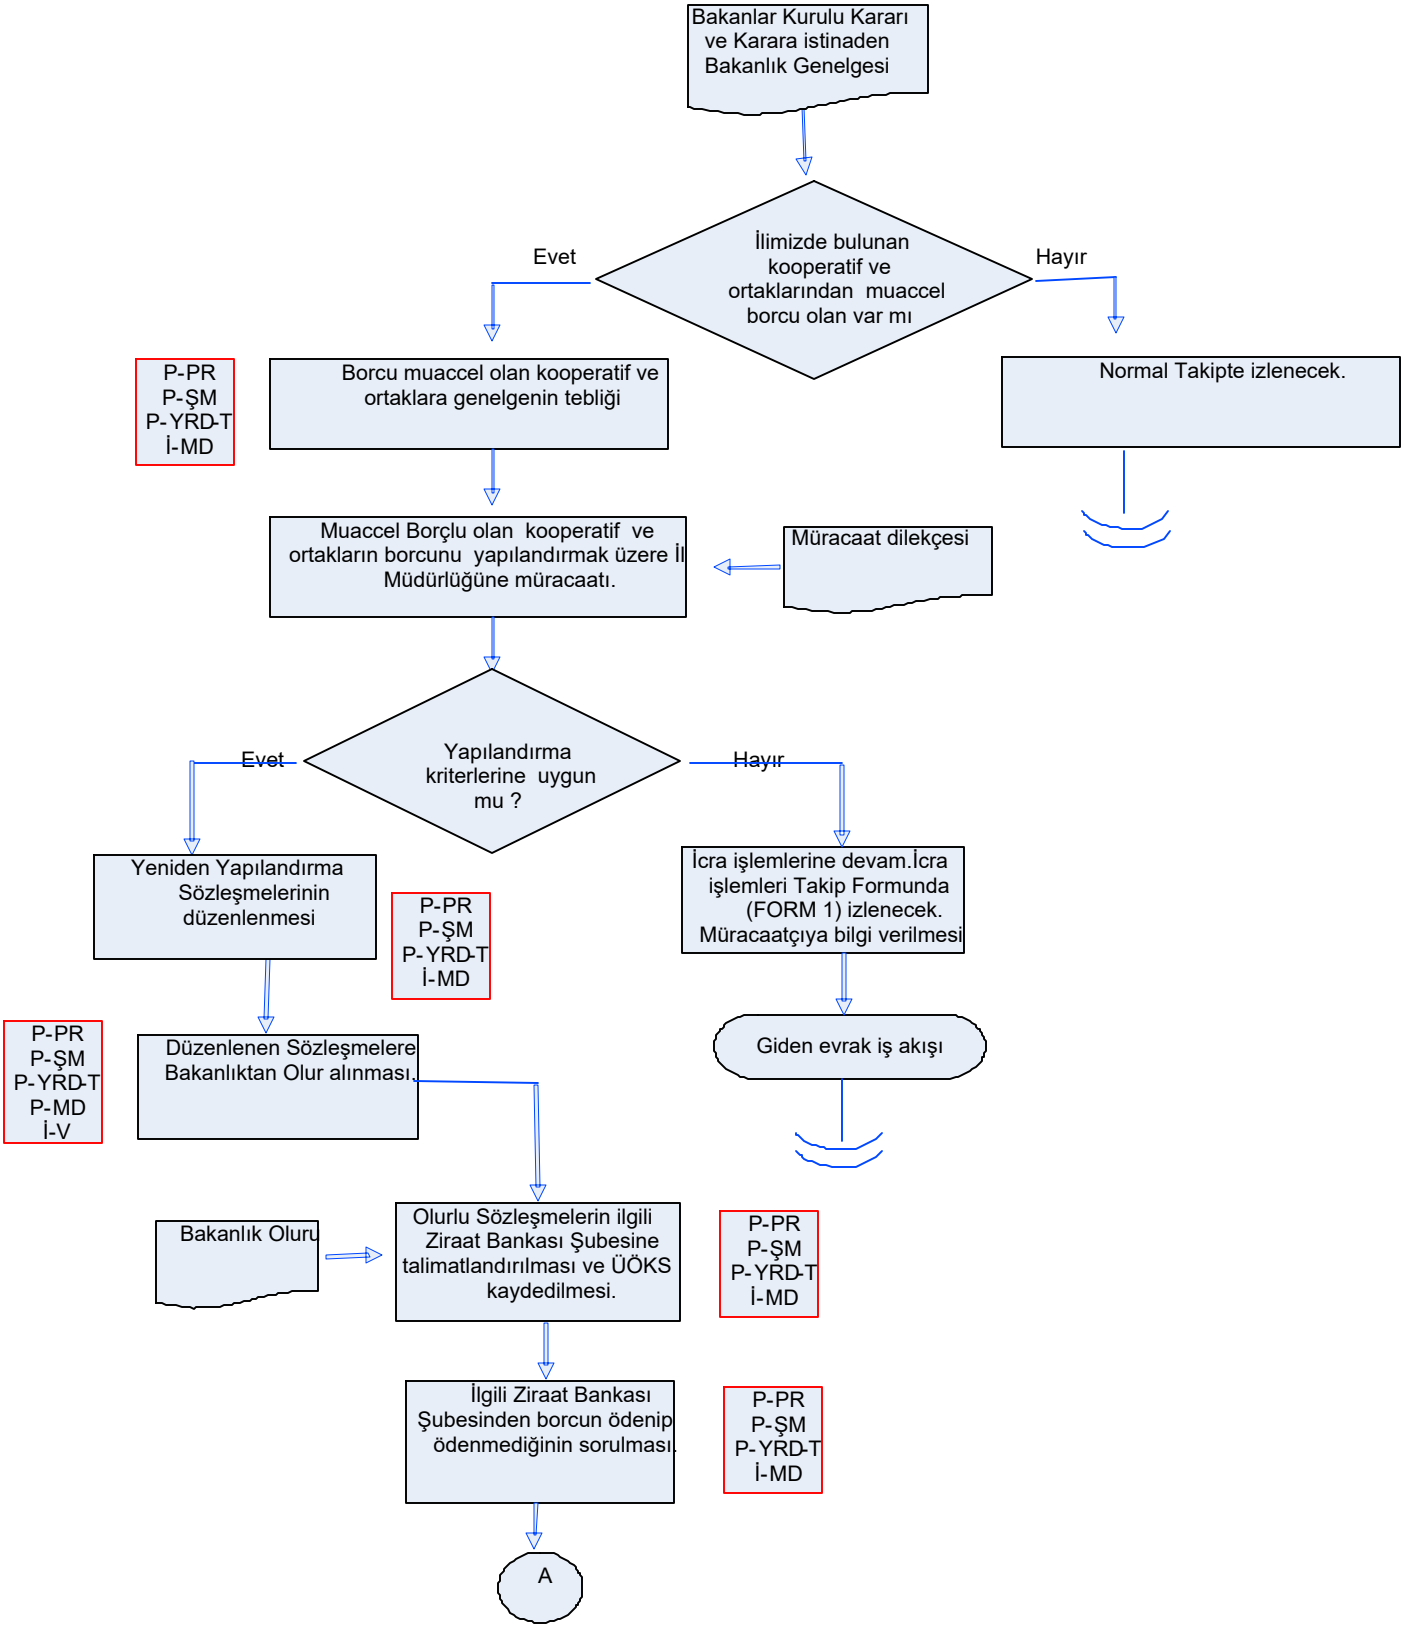 Bakanlar Kurulu Kararı
ve Karara istinaden
Bakanlık Genelgesi
İlimizde bulunan
kooperatif ve
ortaklarından muaccel
borcu olan var mı
Evet
Hayır
P-PR
P-ŞM
P-YRD-T
İ-MD
Borcu muaccel olan kooperatif ve
ortaklara genelgenin tebliği
Normal Takipte izlenecek.
Muaccel Borçlu olan kooperatif ve
ortakların borcunu yapılandırmak üzere İl
Müdürlüğüne müracaatı.
Müracaat dilekçesi
Evet
Yapılandırma
kriterlerine uygun
mu ?
Hayır
Yeniden Yapılandırma
Sözleşmelerinin
düzenlenmesi
P-PR
P-ŞM
P-YRD-T
İ-MD
İcra işlemlerine devam.İcra
işlemleri Takip Formunda
(FORM 1) izlenecek.
Müracaatçıya bilgi verilmesi
P-PR
P-ŞM
P-YRD-T
P-MD
İ-V
Düzenlenen Sözleşmelere
Bakanlıktan Olur alınması.
Giden evrak iş akışı
Bakanlık Oluru
Olurlu Sözleşmelerin ilgili
Ziraat Bankası Şubesine
talimatlandırılması ve ÜÖKS
kaydedilmesi.
P-PR
P-ŞM
P-YRD-T
İ-MD
İlgili Ziraat Bankası
Şubesinden borcun ödenip
ödenmediğinin sorulması.
P-PR
P-ŞM
P-YRD-T
İ-MD
A